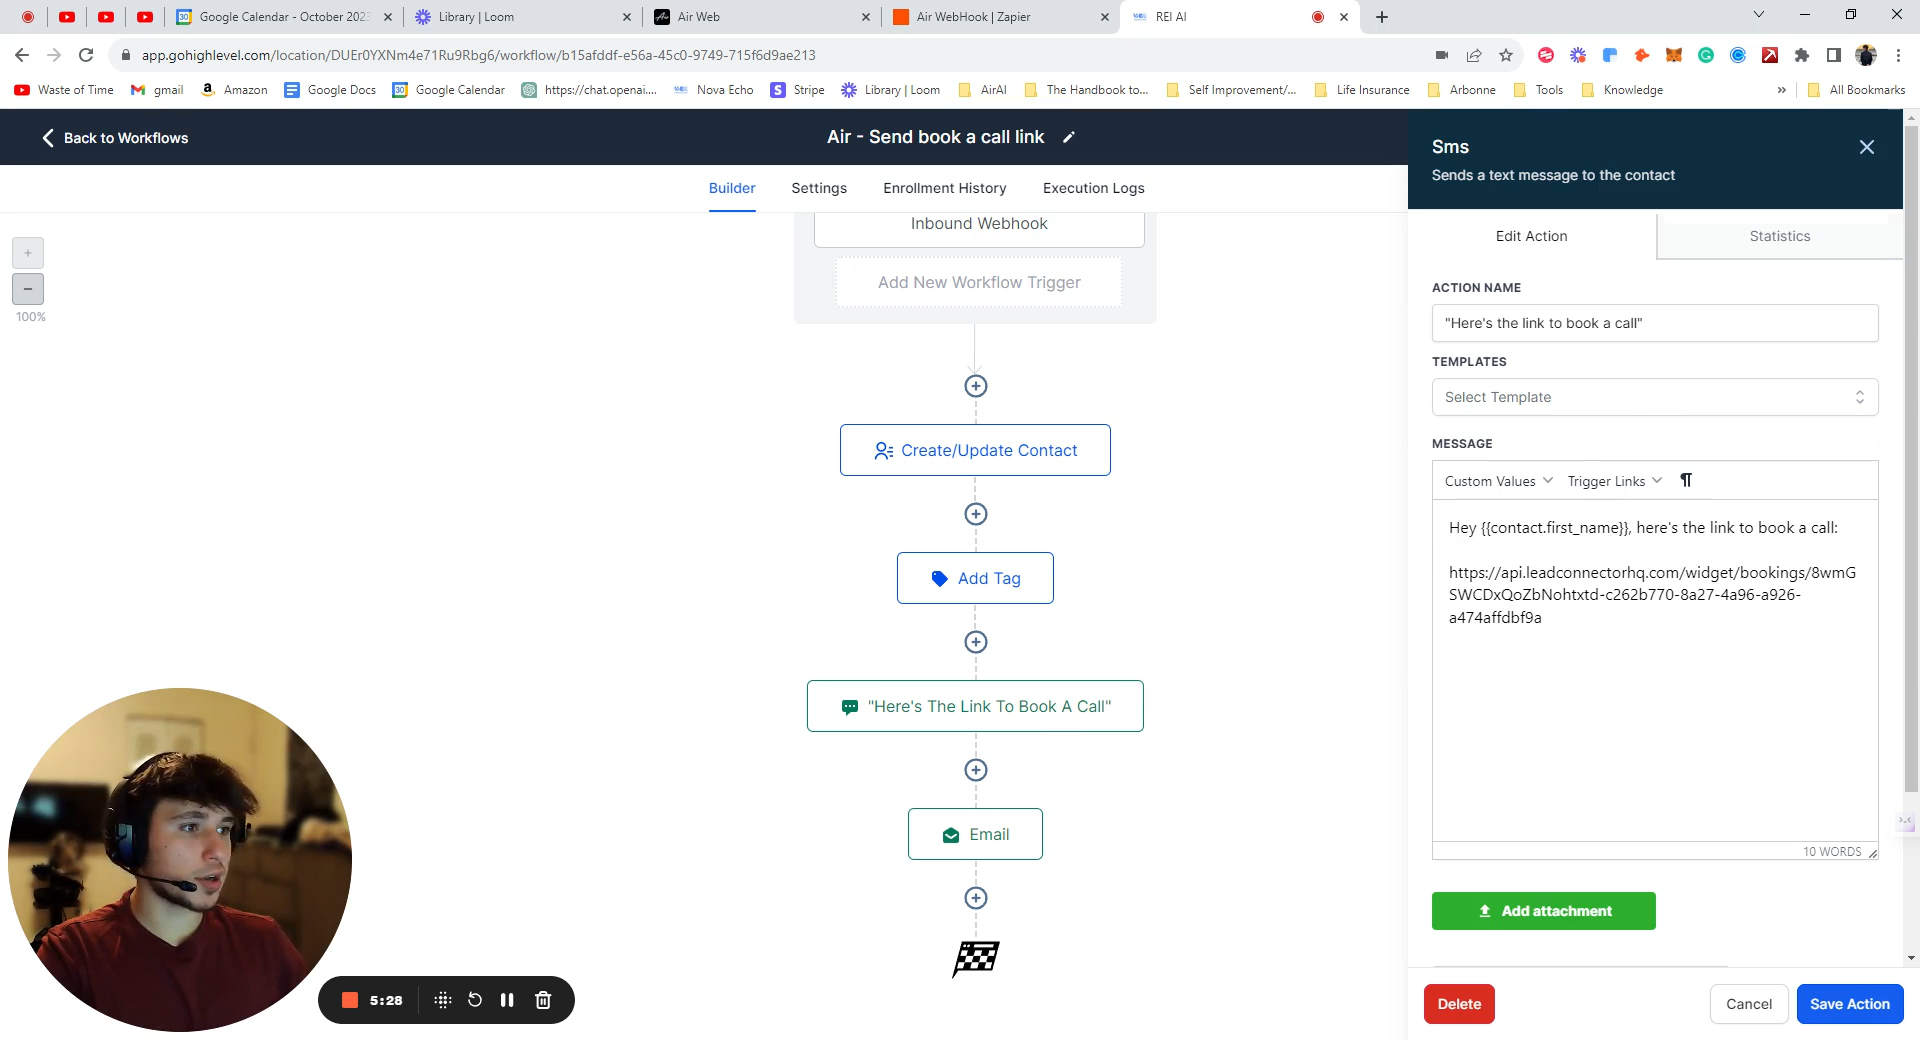 Google Calendar - October 2023
Library | Loom
Air Web
Air WebHook | Zapier
REI AI
app.gohighlevel.com/location/DUEr0YXNm4e71Ru9Rbg6/workflow/b15afddf-e56a-45c0-9749-715f6d9ae213
Waste of Time
gmail
Amazon
Google Docs
Google Calendar
https://chat.openai....
Nova Echo
Stripe
Library | Loom
AirAI
The Handbook to...
Self Improvement/...
Life Insurance
Arbonne
Tools
Knowledge
»
All Bookmarks
Back to Workflows
Air - Send book a call link
Builder
Settings
Enrollment History
Execution Logs
+
−
100%
Inbound Webhook
Add New Workflow Trigger
Create/Update Contact
Add Tag
"Here's The Link To Book A Call"
Email
5:28
Sms
Sends a text message to the contact
Edit Action
Statistics
ACTION NAME
"Here's the link to book a call"
TEMPLATES
Select Template
MESSAGE
Custom Values
Trigger Links
¶
Hey {{contact.first_name}}, here's the link to book a call:
https://api.leadconnectorhq.com/widget/bookings/8wmG
SWCDxQoZbNohtxtd-c262b770-8a27-4a96-a926-
a474affdbf9a
10 WORDS
Add attachment
Delete
Cancel
Save Action